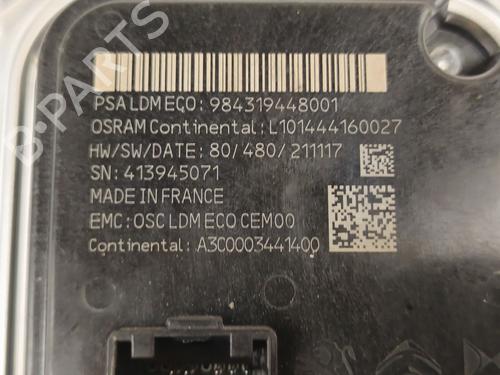 B-PARTS
PSA LDM ECO: 984319448001
OSRAM Continental: L101444160027
HW/SW/DATE: 80/480/211117
SN: 413945071
MADE IN FRANCE
EMC: OSC LDM ECO CEM00
Continental: A3C0003441400